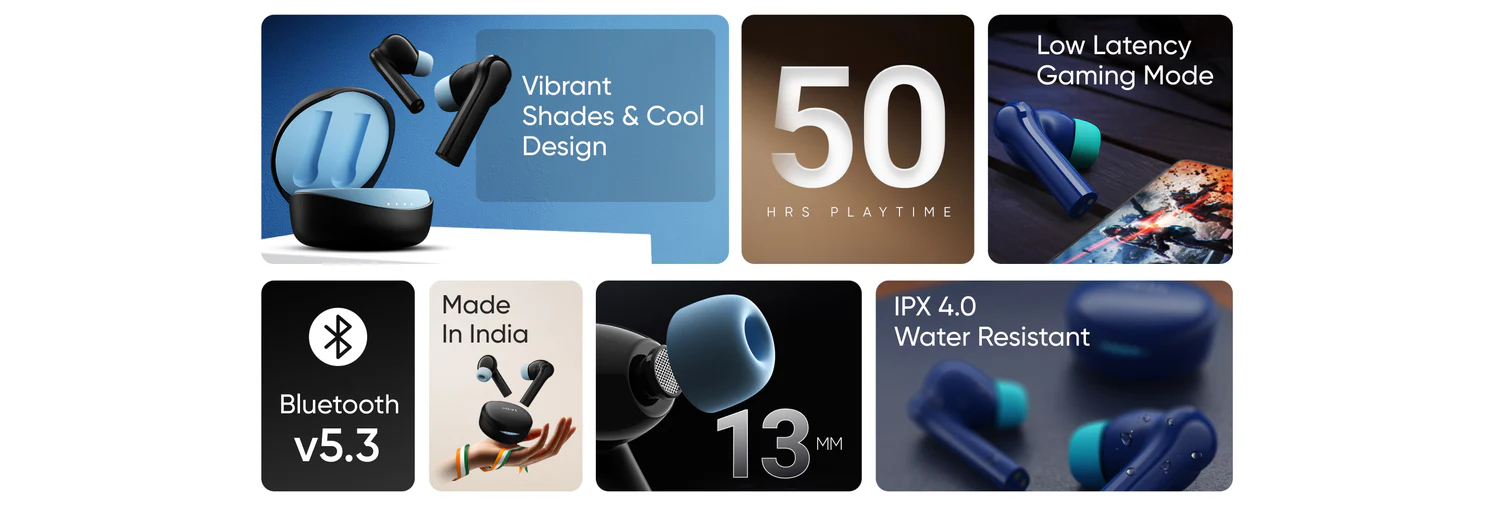 Vibrant
Shades & Cool
Design
50
HRS PLAYTIME
Low Latency
Gaming Mode
Bluetooth
v5.3
Made
In India
13 MM
IPX 4.0
Water Resistant